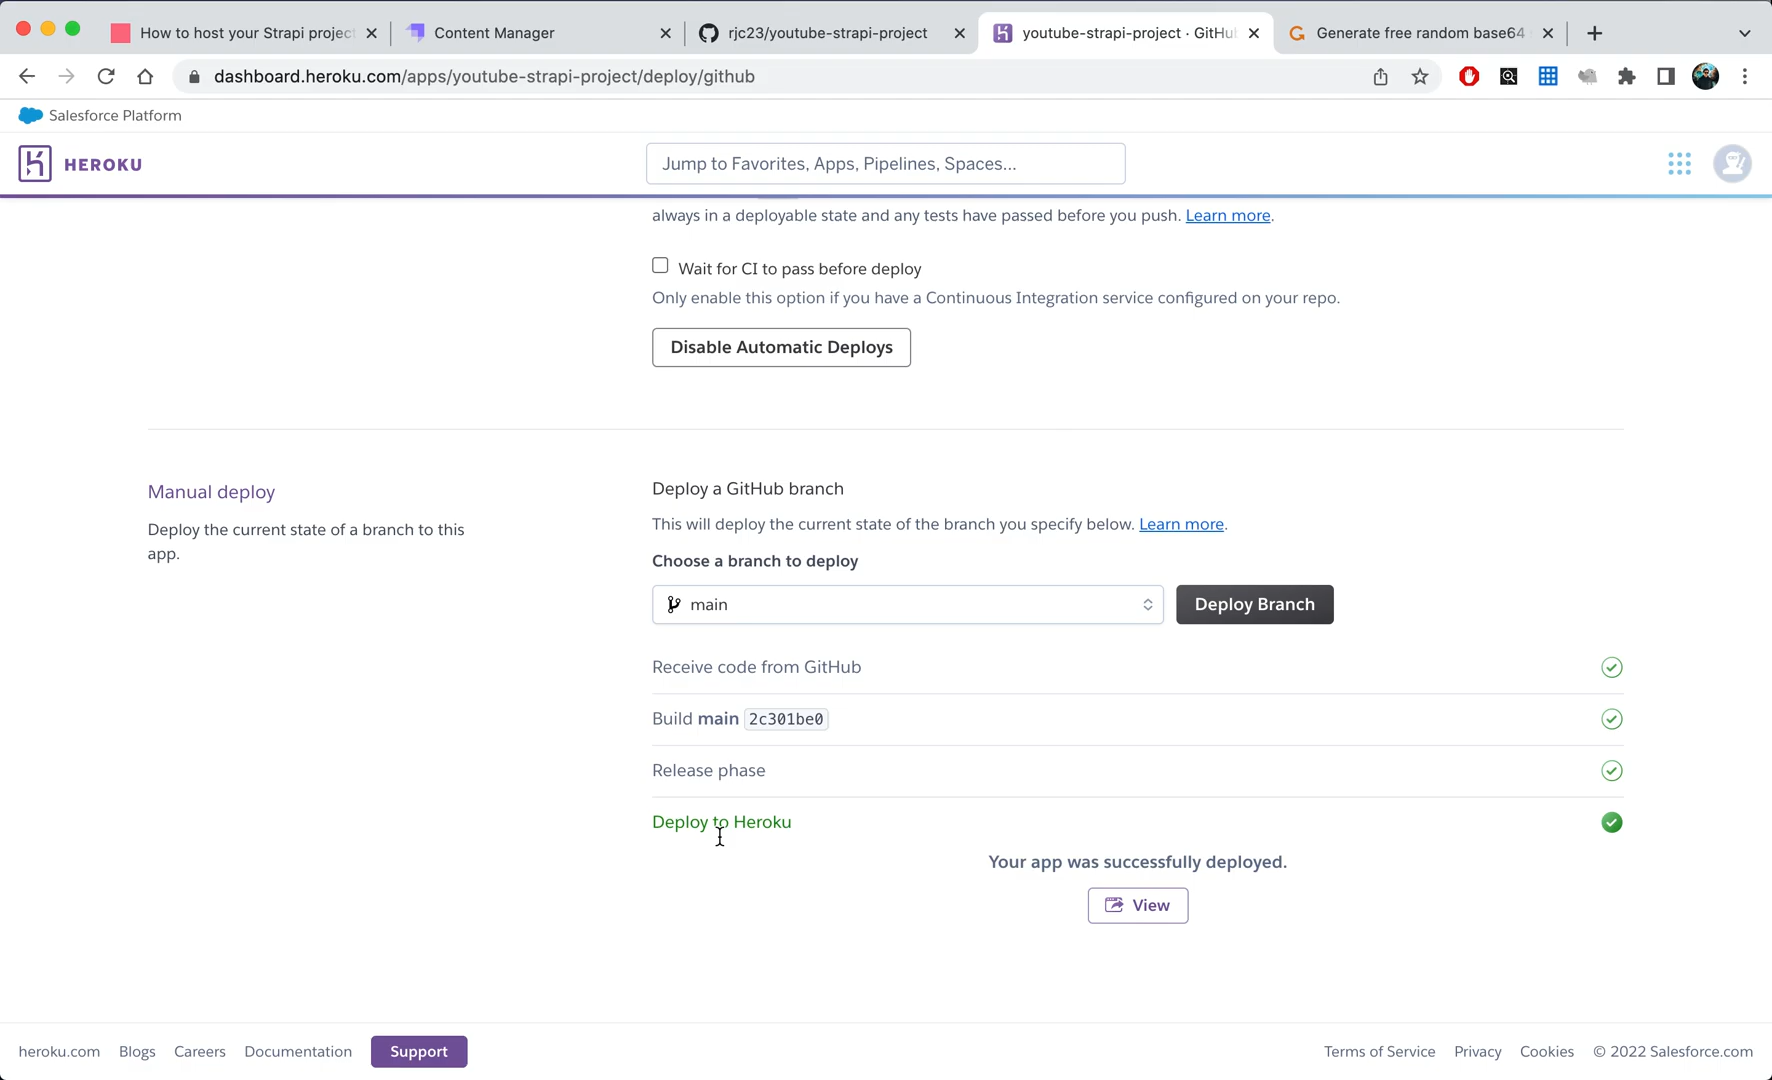 How to host your Strapi project
Content Manager
rjc23/youtube-strapi-project
youtube-strapi-project · GitHub
Generate free random base64
dashboard.heroku.com/apps/youtube-strapi-project/deploy/github
Salesforce Platform
HEROKU
Jump to Favorites, Apps, Pipelines, Spaces...
always in a deployable state and any tests have passed before you push. Learn more.
Wait for CI to pass before deploy
Only enable this option if you have a Continuous Integration service configured on your repo.
Disable Automatic Deploys
Manual deploy
Deploy the current state of a branch to this
app.
Deploy a GitHub branch
This will deploy the current state of the branch you specify below. Learn more.
Choose a branch to deploy
main
Deploy Branch
Receive code from GitHub
Build main 2c301be0
Release phase
Deploy to Heroku
Your app was successfully deployed.
View
heroku.com Blogs Careers Documentation Support
Terms of Service Privacy Cookies © 2022 Salesforce.com